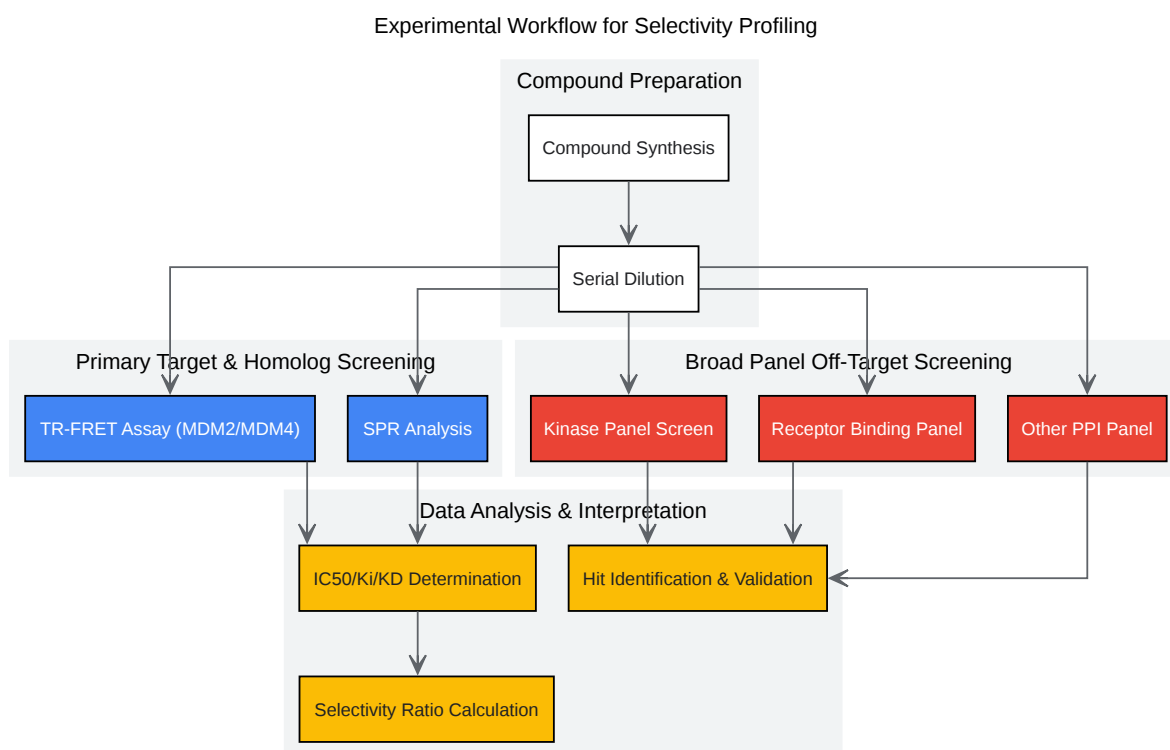 Experimental Workflow for Selectivity Profiling
Compound Preparation
Compound Synthesis
Serial Dilution
Primary Target & Homolog Screening
Broad Panel Off-Target Screening
TR-FRET Assay (MDM2/MDM4)
SPR Analysis
Kinase Panel Screen
Receptor Binding Panel
Other PPI Panel
Data Analysis & Interpretation
IC50/Ki/KD Determination
Hit Identification & Validation
Selectivity Ratio Calculation